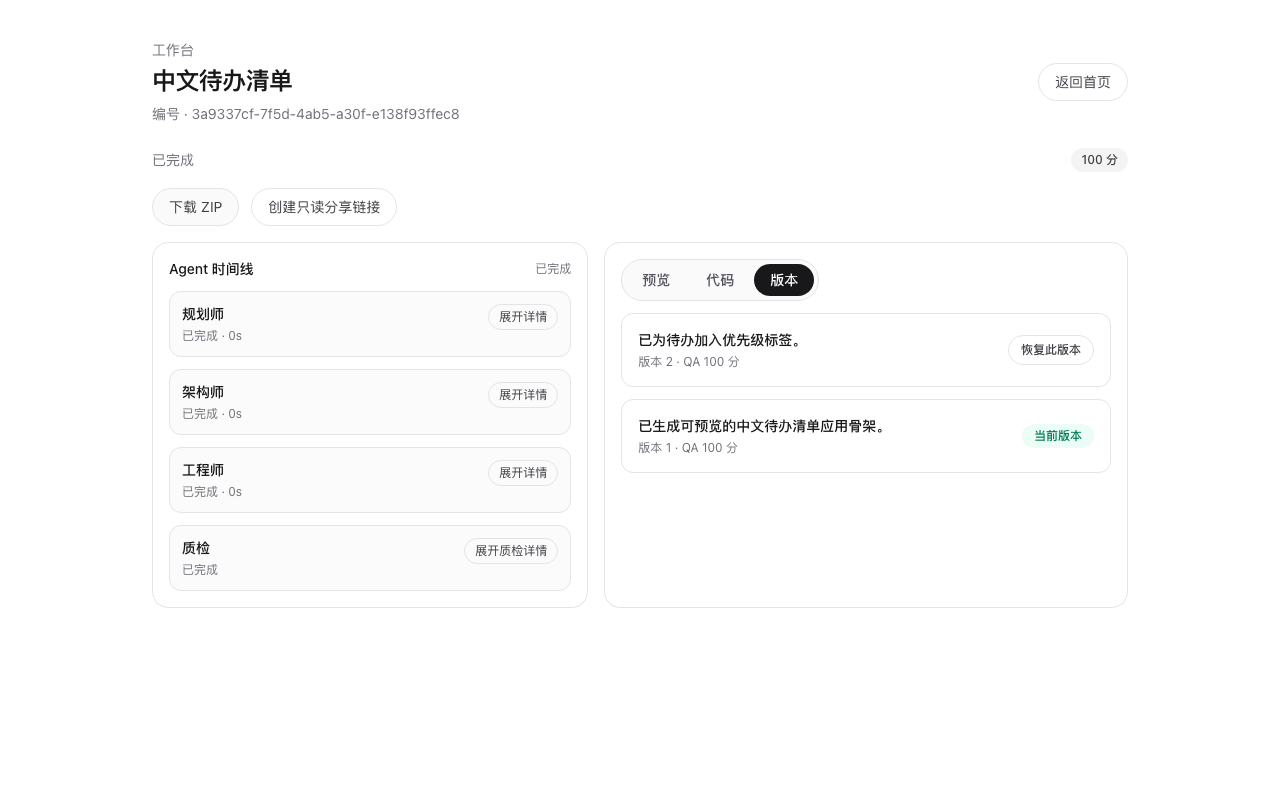 工作台
中文待办清单
编号 · 3a9337cf-7f5d-4ab5-a30f-e138f93ffec8
返回首页
已完成
100 分
下载 ZIP
创建只读分享链接
Agent 时间线
已完成
规划师
已完成 · 0s
展开详情
架构师
已完成 · 0s
展开详情
工程师
已完成 · 0s
展开详情
质检
已完成
展开质检详情
预览
代码
版本
已为待办加入优先级标签。
版本 2 · QA 100 分
恢复此版本
已生成可预览的中文待办清单应用骨架。
版本 1 · QA 100 分
当前版本